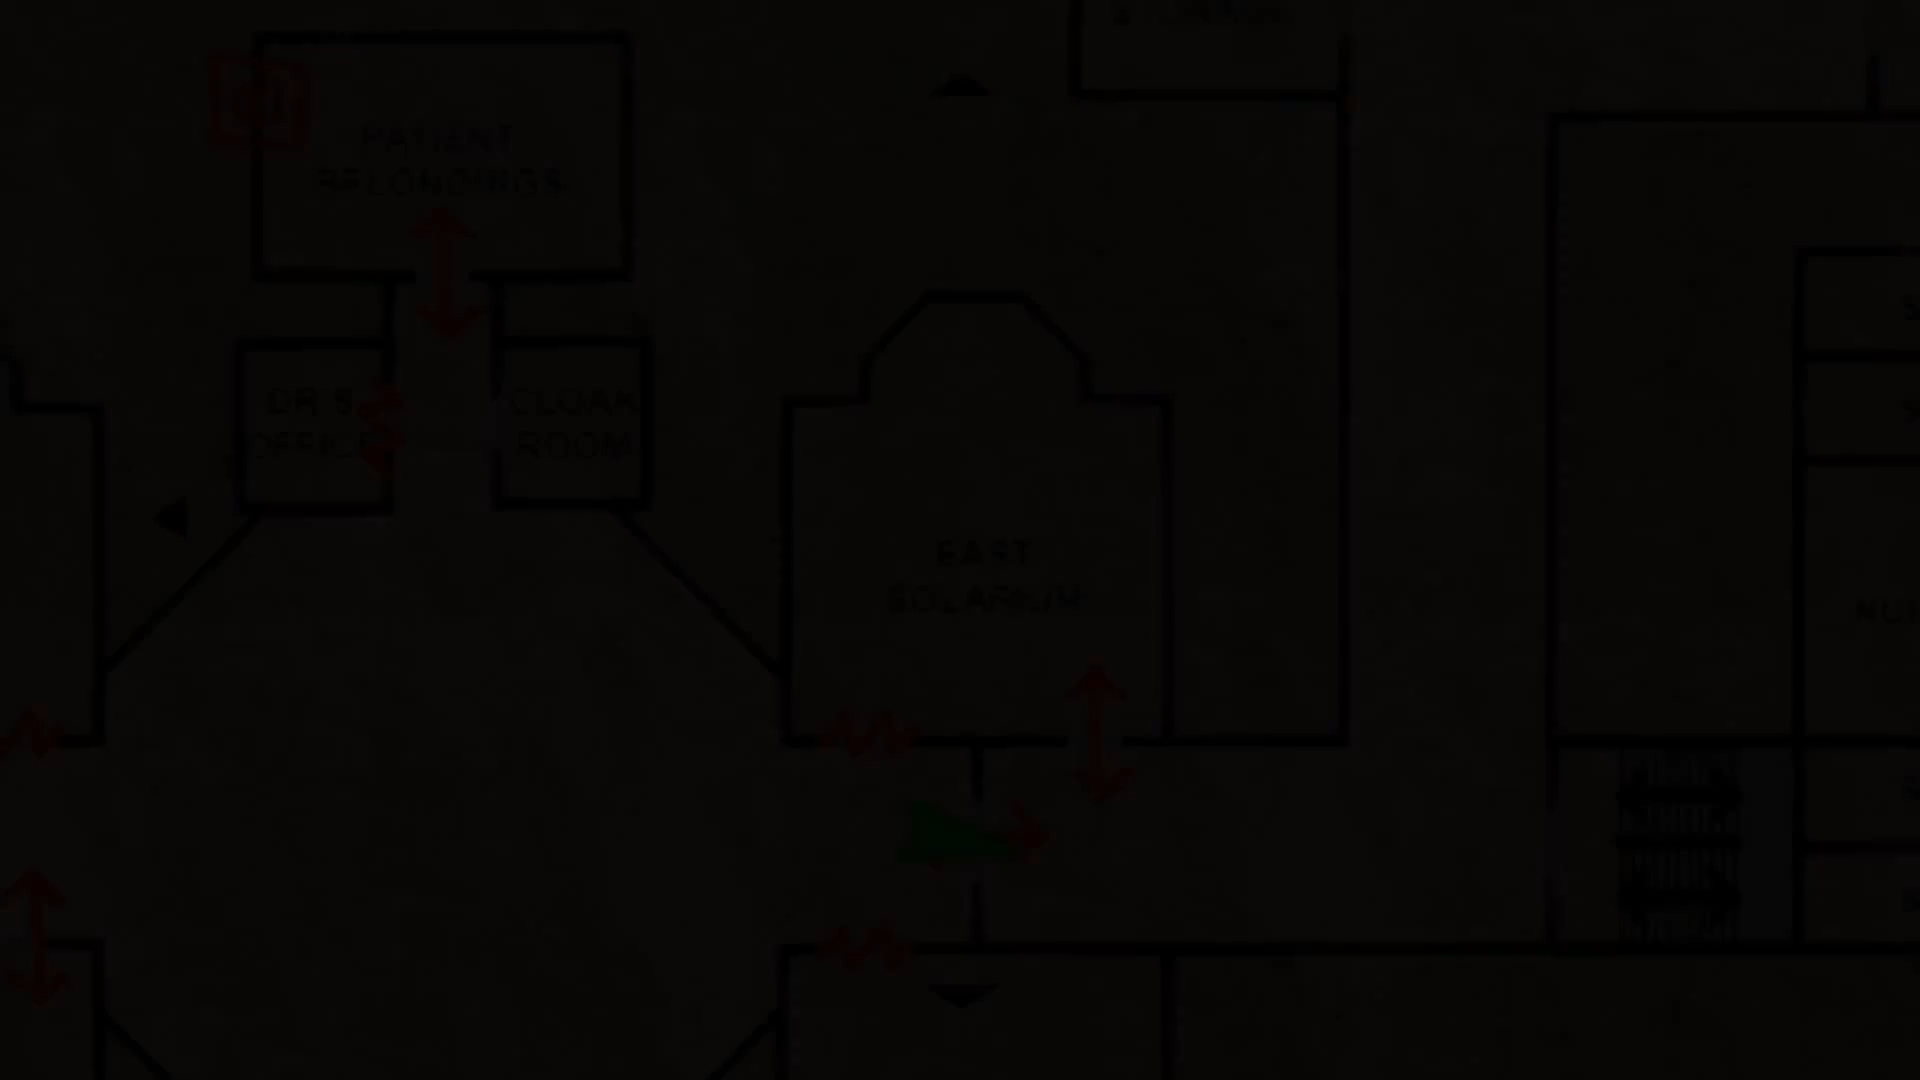 PATIENT
BELONGINGS
DR'S
OFFICE
CLOAK
ROOM
EAST
SOLARIUM